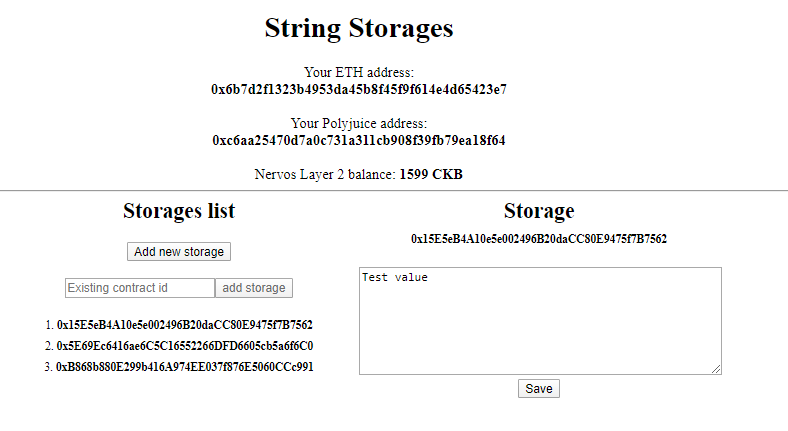 String Storages
Your ETH address:
0x6b7d2f1323b4953da45b8f45f9f614e4d65423e7
Your Polyjuice address:
0xc6aa25470d7a0c731a311cb908f39fb79ea18f64
Nervos Layer 2 balance: 1599 CKB
Storages list
Add new storage
Existing contract id
add storage
1. 0x15E5eB4A10e5e002496B20daCC80E9475f7B7562
2. 0x5E69Ec6416ae6C5C16552266DFD6605cb5a6f6C0
3. 0xB868b880E299b416A974EE037f876E5060CCc991
Storage
0x15E5eB4A10e5e002496B20daCC80E9475f7B7562
Test value
Save